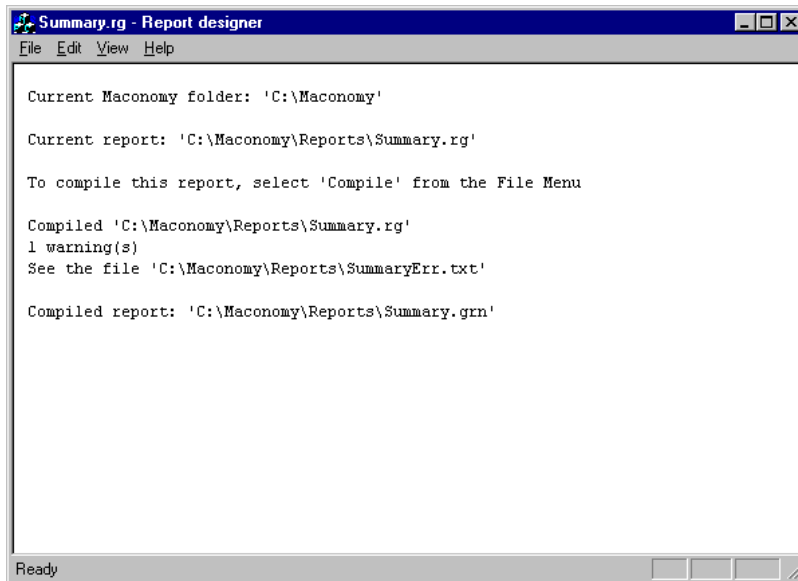 Summary.rg - Report designer
File Edit View Help
Current Maconomy folder: 'C:\Maconomy'
Current report: 'C:\Maconomy\Reports\Summary.rg'
To compile this report, select 'Compile' from the File Menu
Compiled 'C:\Maconomy\Reports\Summary.rg'
1 warning(s)
See the file 'C:\Maconomy\Reports\SummaryErr.txt'
Compiled report: 'C:\Maconomy\Reports\Summary.grn'
Ready